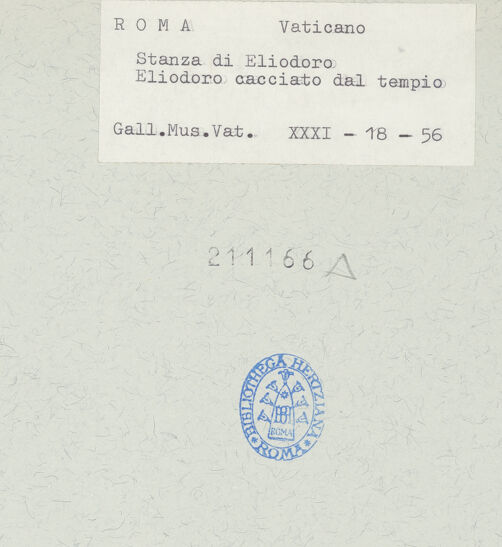 ROMA Vaticano
Stanza di Eliodoro
Eliodoro cacciato dal tempio
Gall.Mus.Vat. XXXI - 18 - 56
211166 A
BIBLIOTHECA HERTZIANA
ROMA
ROMA